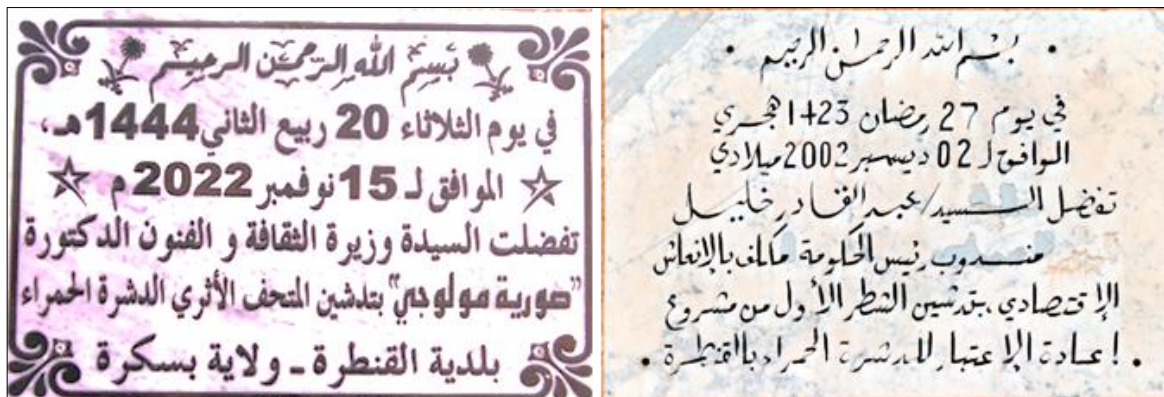 بسم الله الرحمن الرحيم
في يوم الثلاثاء 20 ربيع الثاني 1444هـ،
الموافق لـ 15 نوفمبر 2022 م
تفضلت السيدة وزيرة الثقافة و الفنون الدكتورة
"صورية مولوجي" بتدشين المتحف الأثري الدشرة الحمراء
بلدية القنطرة - ولاية بسكرة
بسم الله الرحمن الرحيم
في يوم 27 رمضان 1423 هجري
الموافق لـ 02 ديسمبر 2002 ميلادي
تفضل السيد/عبد القادر خليل
منسدوب رئيس الحكومة مكلف بالإنعاش
الإقتصادي، بتدشين الشطر الأول من مشروع
إعادة الإعتبار للدشرة الحمراء بالقنطرة